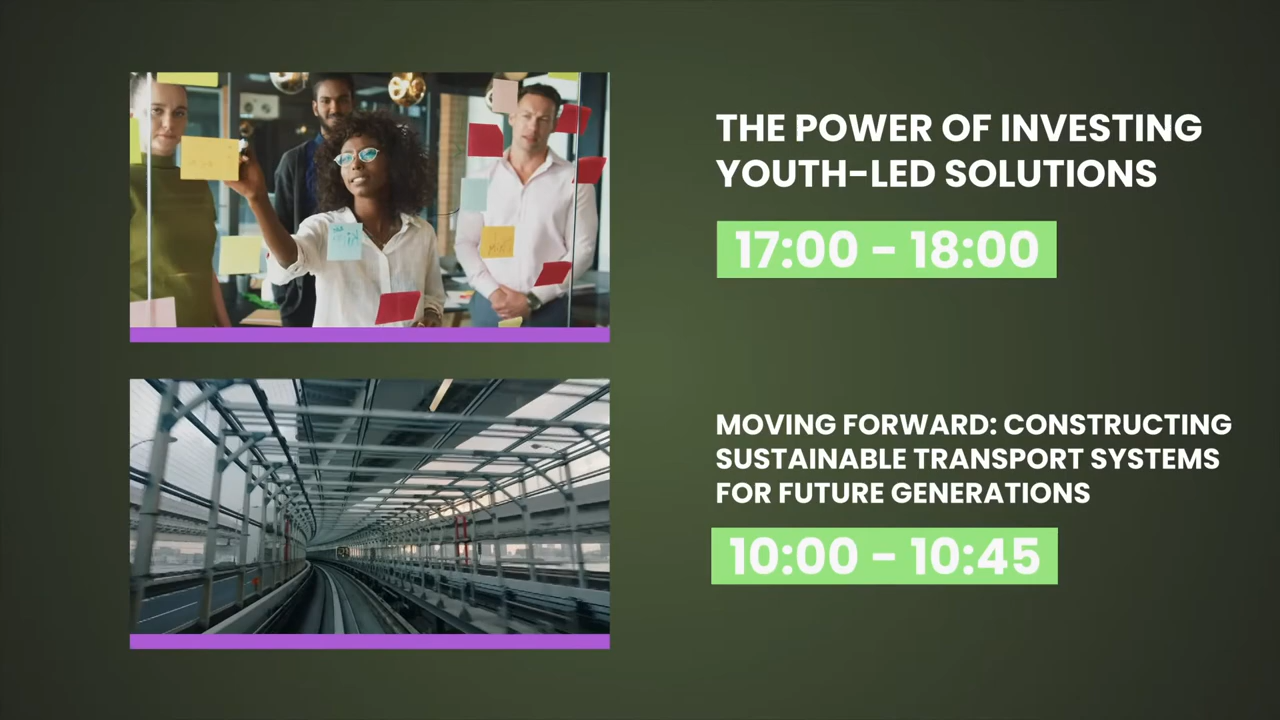 THE POWER OF INVESTING
YOUTH-LED SOLUTIONS
17:00 - 18:00
MOVING FORWARD: CONSTRUCTING
SUSTAINABLE TRANSPORT SYSTEMS
FOR FUTURE GENERATIONS
10:00 - 10:45